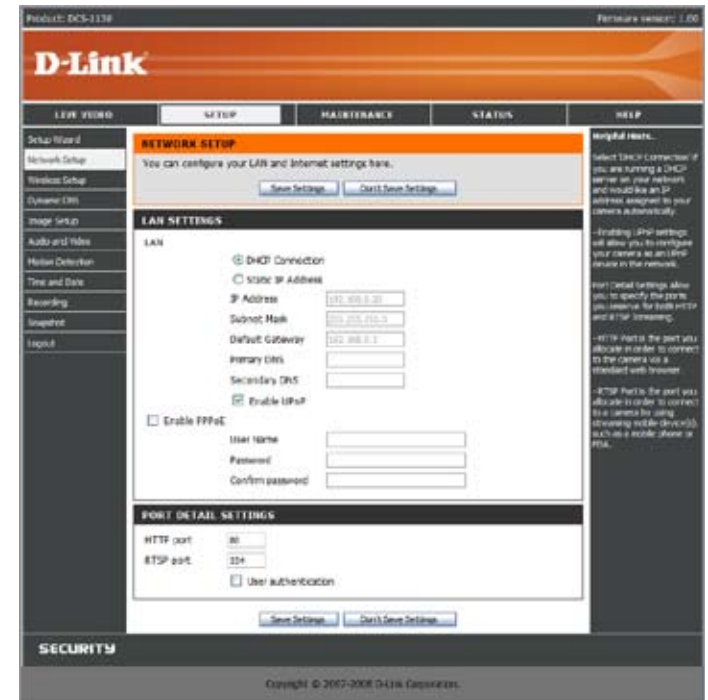 Product: DCS-1130
Firmware version: 1.00
D-Link
LIVE VIDEO
SETUP
MAINTENANCE
STATUS
HELP
Setup Wizard
Network Setup
Wireless Setup
Dynamic DNS
Image Setup
Audio and Video
Motion Detection
Time and Date
Recording
Snapshot
Logout
NETWORK SETUP
You can configure your LAN and Internet settings here.
Save Settings
Don't Save Settings
LAN SETTINGS
LAN
DHCP Connection
Static IP Address
IP Address
Subnet Mask
Default Gateway
Primary DNS
Secondary DNS
Enable UPnP
Enable PPPoE
User Name
Password
Confirm password
PORT DETAIL SETTINGS
HTTP port 80
RTSP port 554
User authentication
Save Settings
Don't Save Settings
Helpful Hints..
Select 'DHCP Connection' if
you are running a DHCP
server on your network
and would like an IP
address assigned to your
camera automatically.
-Enabling UPnP settings
will allow you to configure
your camera as an UPnP
device in the network.
Port Detail Settings allow
you to specify the ports
you reserve for both HTTP
and RTSP streaming.
-HTTP Port is the port you
allocate in order to connect
to the camera via a
standard web browser.
-RTSP Port is the port you
allocate in order to connect
to a camera by using
streaming mobile device(s),
such as a mobile phone or
PDA.
SECURITY
Copyright © 2007-2008 D-Link Corporation.